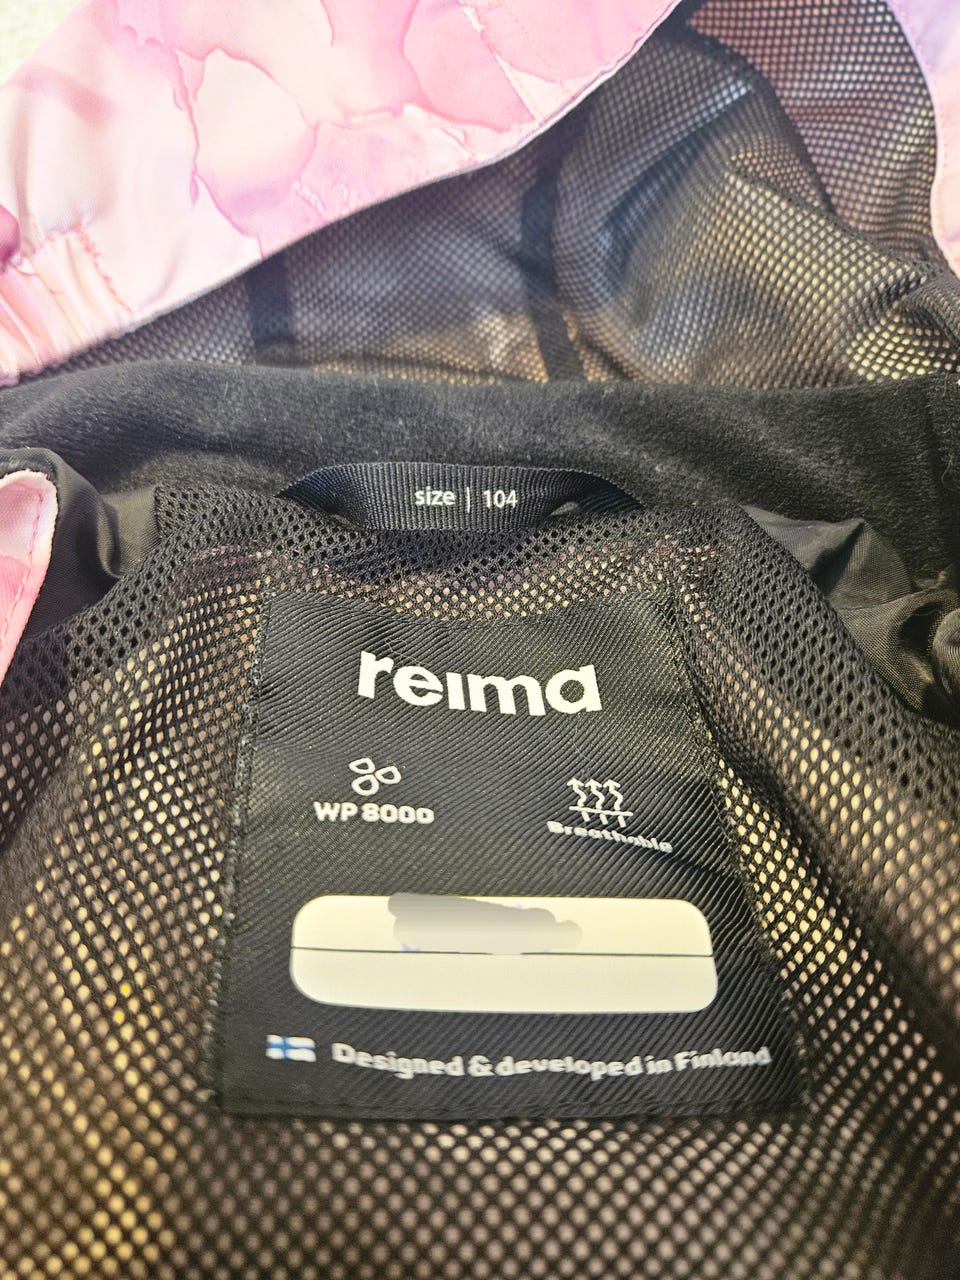 size | 104
reima
WP 8000
Breathable
Designed & developed in Finland